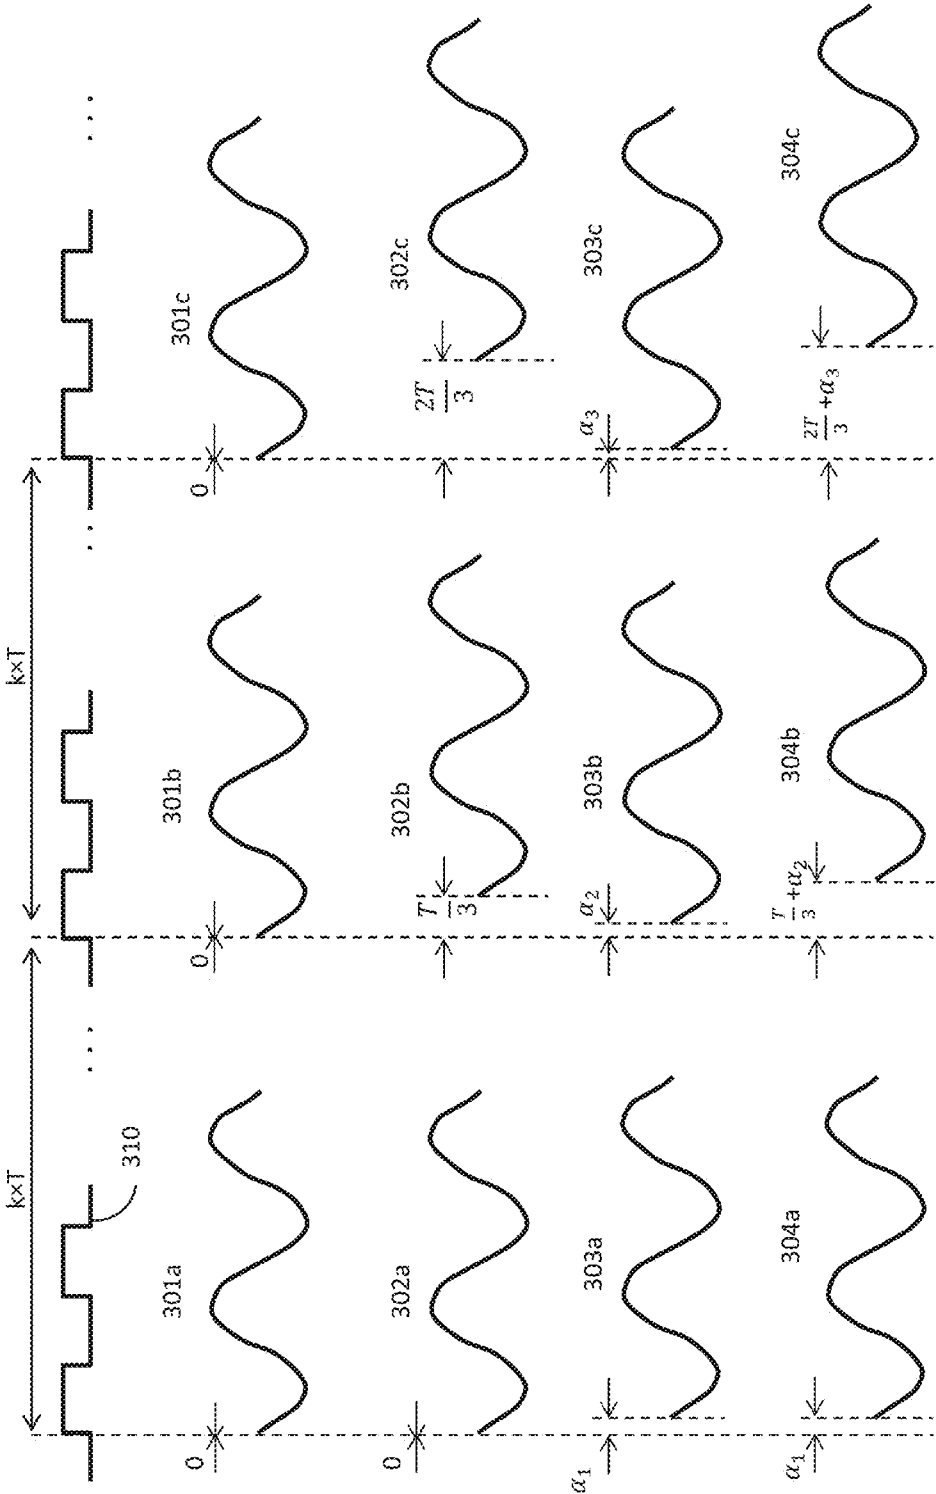 k×T
k×T
310
. . .
. .
. . .
301a
301b
301c
0
0
0
302a
302b
302c
0
T/3
2T/3
303a
303b
303c
α₁
α₂
α₃
304a
304b
304c
α₁
T/3 +α₂
2T/3 +α₃